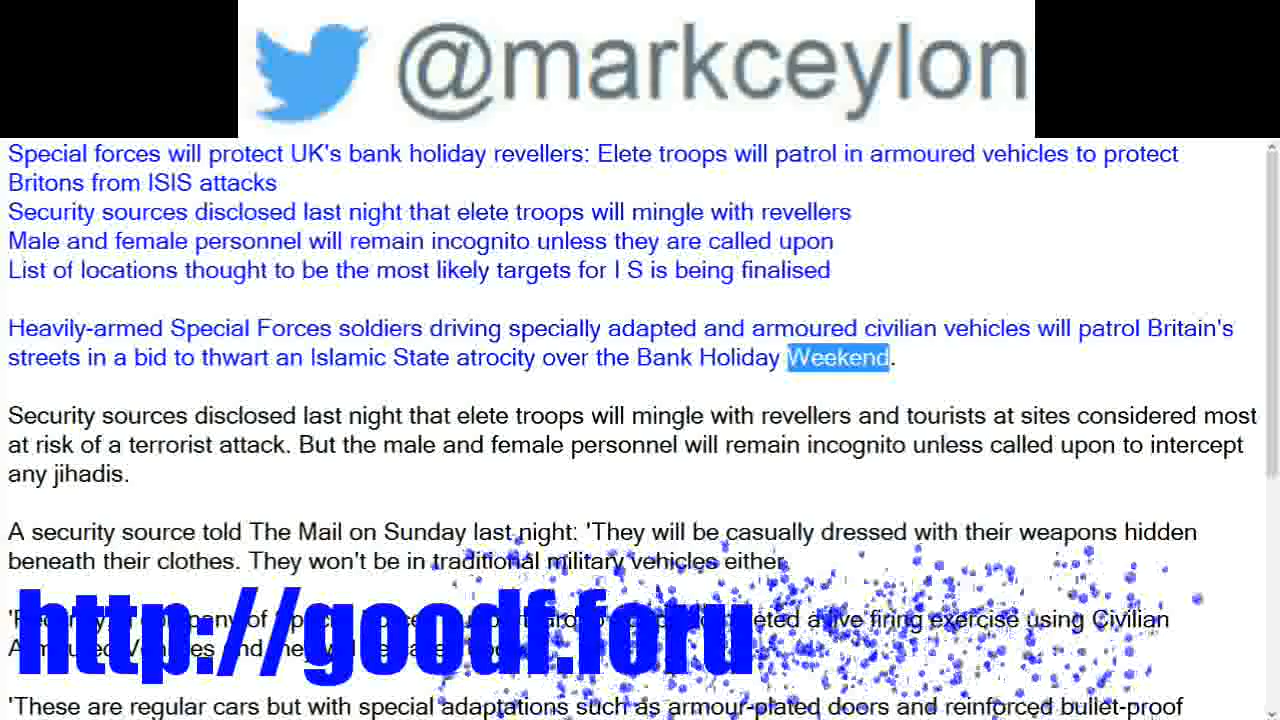 @markceylon
Special forces will protect UK's bank holiday revellers: Elete troops will patrol in armoured vehicles to protect
Britons from ISIS attacks
Security sources disclosed last night that elete troops will mingle with revellers
Male and female personnel will remain incognito unless they are called upon
List of locations thought to be the most likely targets for I S is being finalised
Heavily-armed Special Forces soldiers driving specially adapted and armoured civilian vehicles will patrol Britain's
streets in a bid to thwart an Islamic State atrocity over the Bank Holiday Weekend.
Security sources disclosed last night that elete troops will mingle with revellers and tourists at sites considered most
at risk of a terrorist attack. But the male and female personnel will remain incognito unless called upon to intercept
any jihadis.
A security source told The Mail on Sunday last night: 'They will be casually dressed with their weapons hidden
beneath their clothes. They won't be in traditional military vehicles either.
http://goodf.foru
of a live firing exercise using Civilian
'These are regular cars but with special adaptations such as armour-plated doors and reinforced bullet-proof